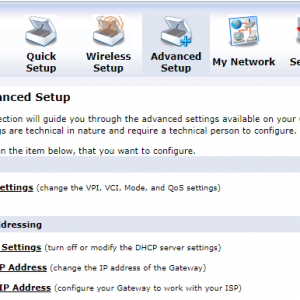 Quick Setup
Wireless Setup
Advanced Setup
My Network
anced Setup
ection will guide you through the advanced settings available on your
gs are technical in nature and require a technical person to configure.
n the item below, that you want to configure.
ettings (change the VPI, VCI, Mode, and QoS settings)
ddressing
Settings (turn off or modify the DHCP server settings)
P Address (change the IP address of the Gateway)
IP Address (configure your Gateway to work with your ISP)